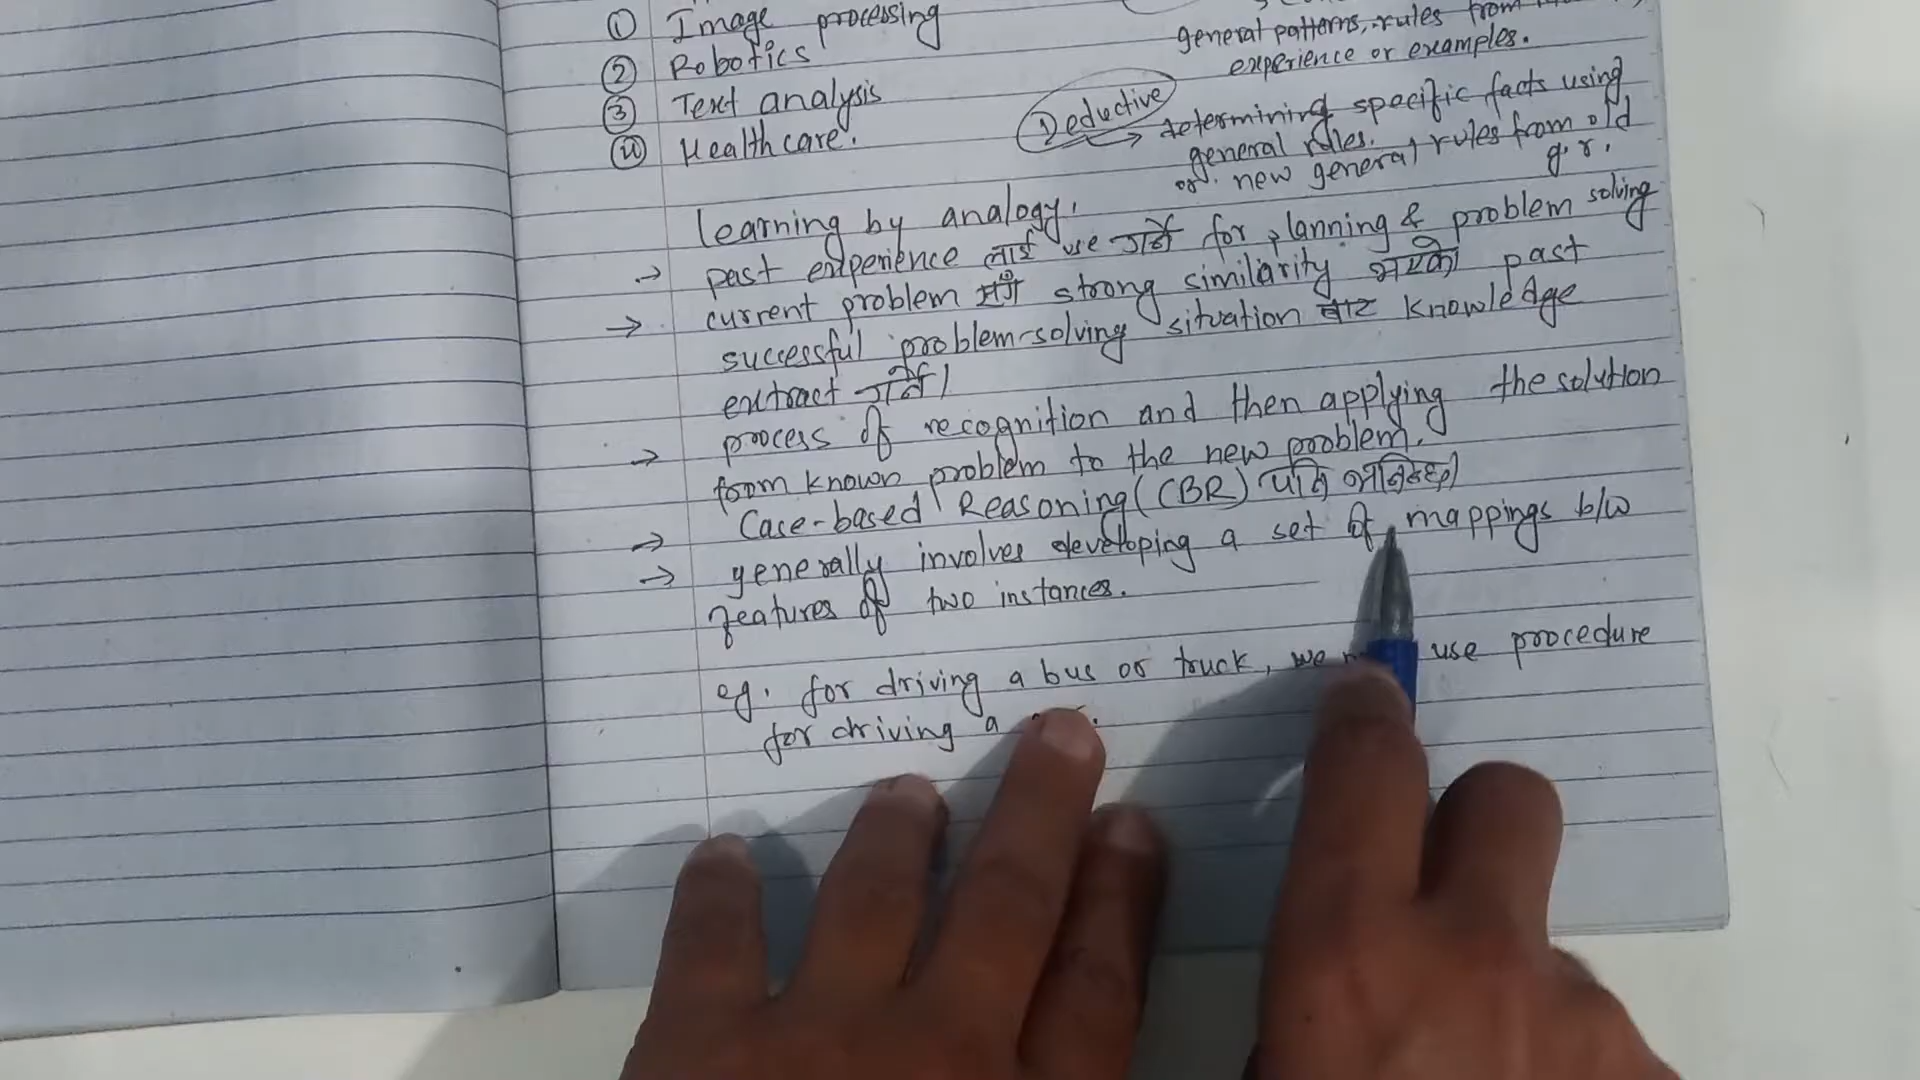 ① Image processing
② Robotics
③ Text analysis
④ Healthcare.
general patterns, rules from
experience or examples.
Deductive → determining specific facts using
general rules.
or new general rules from old
g.r.
learning by analogy.
→ past experience लाई use गर्ने for planning & problem solving
→ current problem सँग strong similarity भएको past
successful problem-solving situation बाट knowledge
extract गर्ने।
→ process of recognition and then applying the solution
from known problem to the new problem.
→ Case-based Reasoning (CBR) पनि भनिन्छ।
→ generally involves developing a set of mappings b/w
features of two instances.
eg. for driving a bus or truck, we use procedure
for driving a